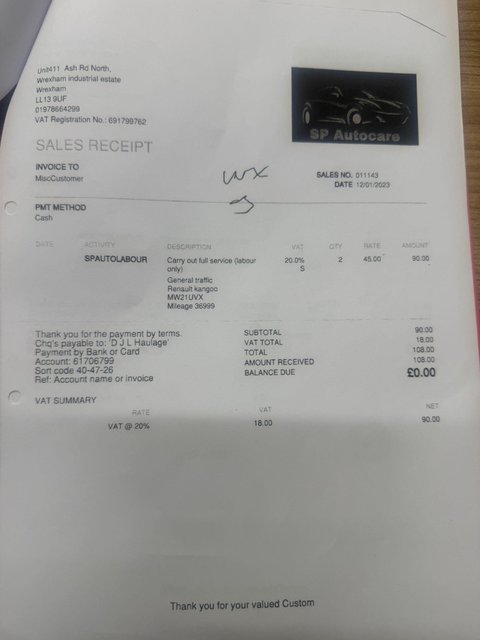 Unit11 Ash Rd North,
Wrexham industrial estate
Wrexham
LL13 9UF
01978664299
VAT Registration No.: 691799762
SP Autocare
SALES RECEIPT
INVOICE TO
MiscCustomer
UVX
SALES NO. 011143
DATE 12/01/2023
PMT METHOD
Cash
DATE ACTIVITY DESCRIPTION VAT QTY RATE AMOUNT
SPAUTOLABOUR Carry out full service (labour only) 20.0% S 2 45.00 90.00
General traffic
Renault kangoo
MW21UVX
Mileage 36999
Thank you for the payment by terms.
Chq's payable to: 'D J L Haulage'
Payment by Bank or Card
Account: 61706799
Sort code 40-47-26
Ref: Account name or invoice
SUBTOTAL 90.00
VAT TOTAL 18.00
TOTAL 108.00
AMOUNT RECEIVED 108.00
BALANCE DUE £0.00
VAT SUMMARY
RATE VAT NET
VAT @ 20% 18.00 90.00
Thank you for your valued Custom